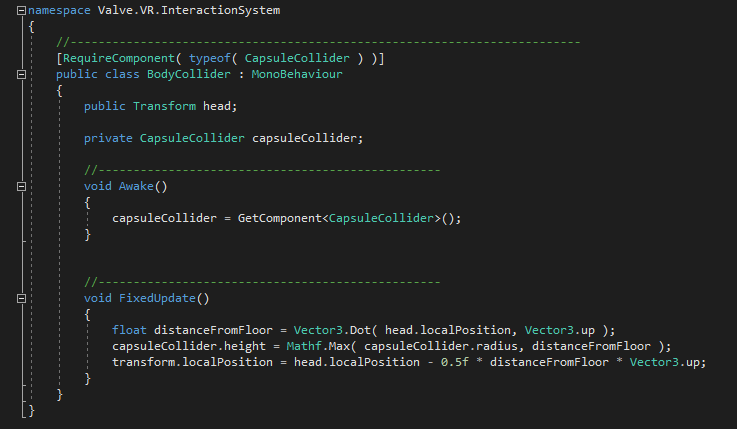 namespace Valve.VR.InteractionSystem
{
//-------------------------------------------------------------------------
[RequireComponent( typeof( CapsuleCollider ) )]
public class BodyCollider : MonoBehaviour
{
public Transform head;
private CapsuleCollider capsuleCollider;
//-------------------------------------------------
void Awake()
{
capsuleCollider = GetComponent<CapsuleCollider>();
}
//-------------------------------------------------
void FixedUpdate()
{
float distanceFromFloor = Vector3.Dot( head.localPosition, Vector3.up );
capsuleCollider.height = Mathf.Max( capsuleCollider.radius, distanceFromFloor );
transform.localPosition = head.localPosition - 0.5f * distanceFromFloor * Vector3.up;
}
}
}